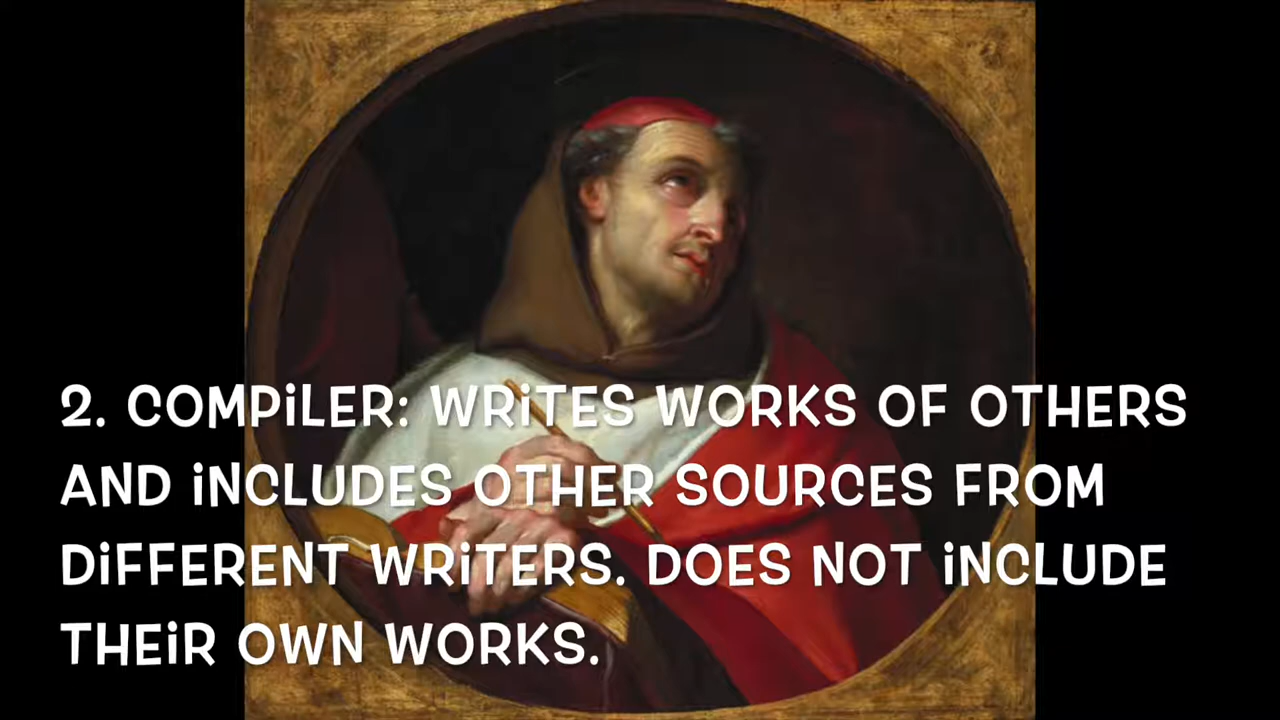 2. COMPiLER: WRiTES WORKS OF OTHERS
AND iNCLUDES OTHER SOURCES FROM
DiFFERENT WRiTERS. DOES NOT iNCLUDE
THEiR OWN WORKS.